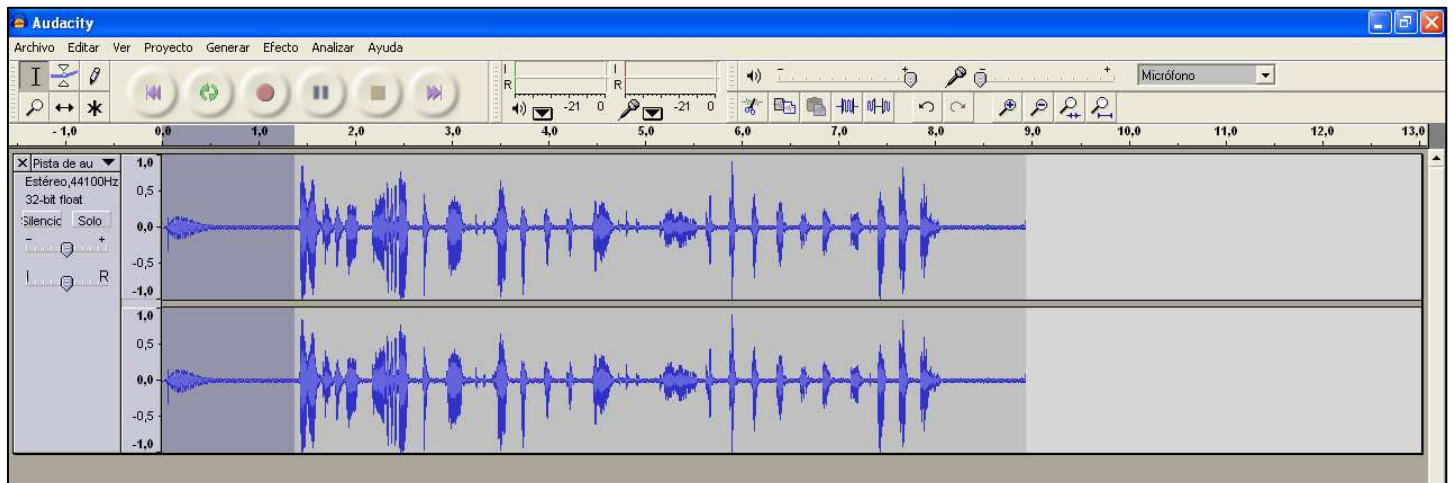 Audacity
Archivo Editar Ver Proyecto Generar Efecto Analizar Ayuda
I I
R R
-21 0 -21 0
- + - +
Micrófono
- 1,0 0,0 1,0 2,0 3,0 4,0 5,0 6,0 7,0 8,0 9,0 10,0 11,0 12,0 13,0
X Pista de au
Estéreo,44100Hz
32-bit float
Silencic Solo
- +
I R
1,0
0,5
0,0
-0,5
-1,0
1,0
0,5
0,0
-0,5
-1,0